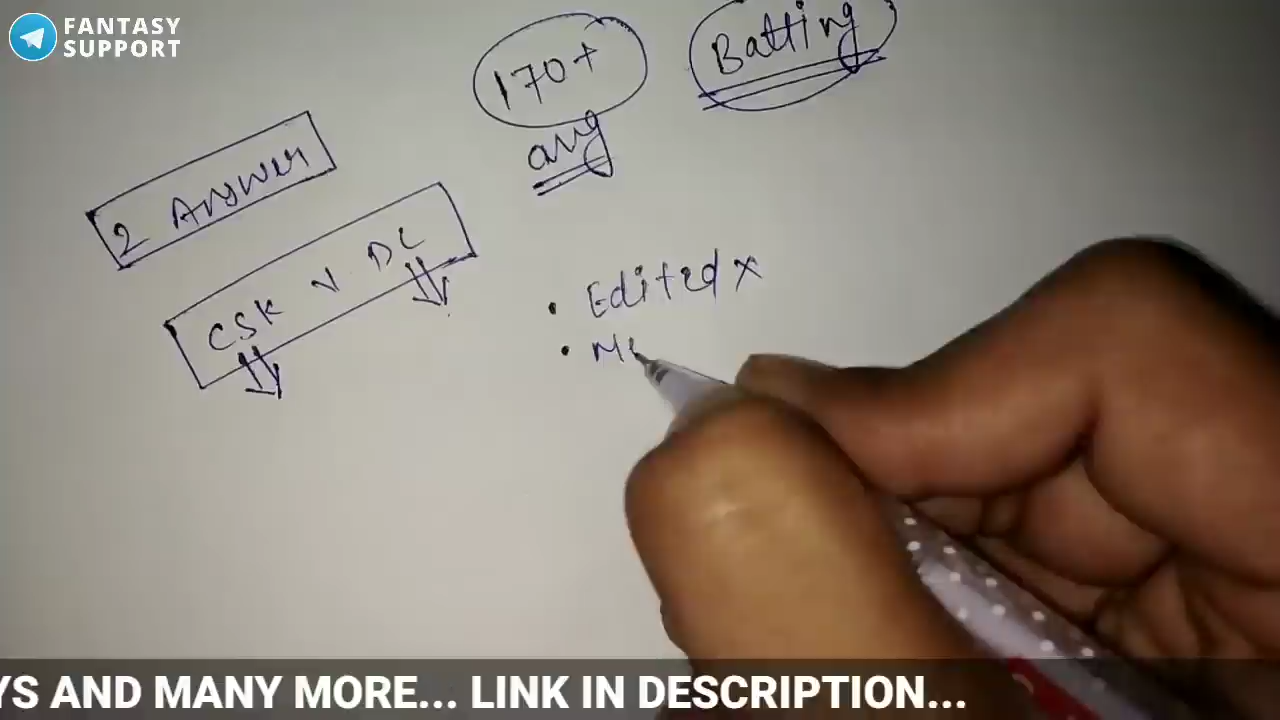 FANTASY
SUPPORT
170+
avg
Batting
2 Answer
CSK v DC
• Edited x
• M
YS AND MANY MORE... LINK IN DESCRIPTION...